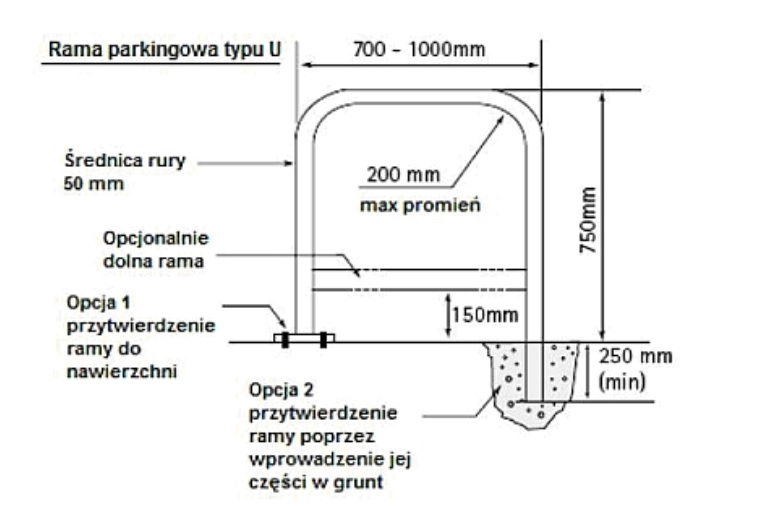 Rama parkingowa typu U
700 - 1000mm
Średnica rury
50 mm
200 mm
max promień
750mm
Opcjonalnie
dolna rama
Opcja 1
przytwierdzenie
ramy do
nawierzchni
150mm
250 mm
(min)
Opcja 2
przytwierdzenie
ramy poprzez
wprowadzenie jej
części w grunt